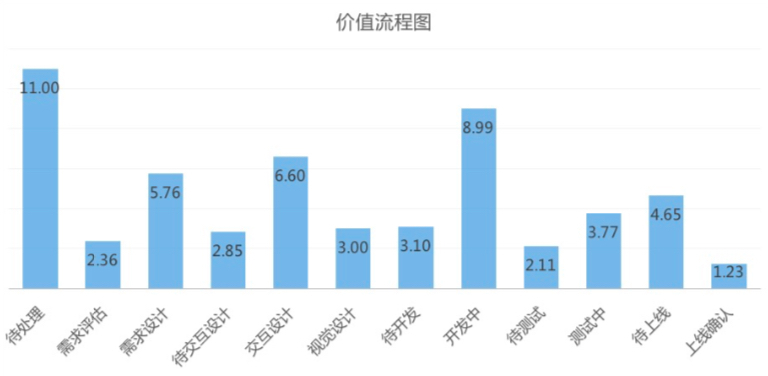 价值流程图
11.00
2.36
5.76
2.85
6.60
3.00
3.10
8.99
2.11
3.77
4.65
1.23
待处理
需求评估
需求设计
待交互设计
交互设计
视觉设计
待开发
开发中
待测试
测试中
待上线
上线确认